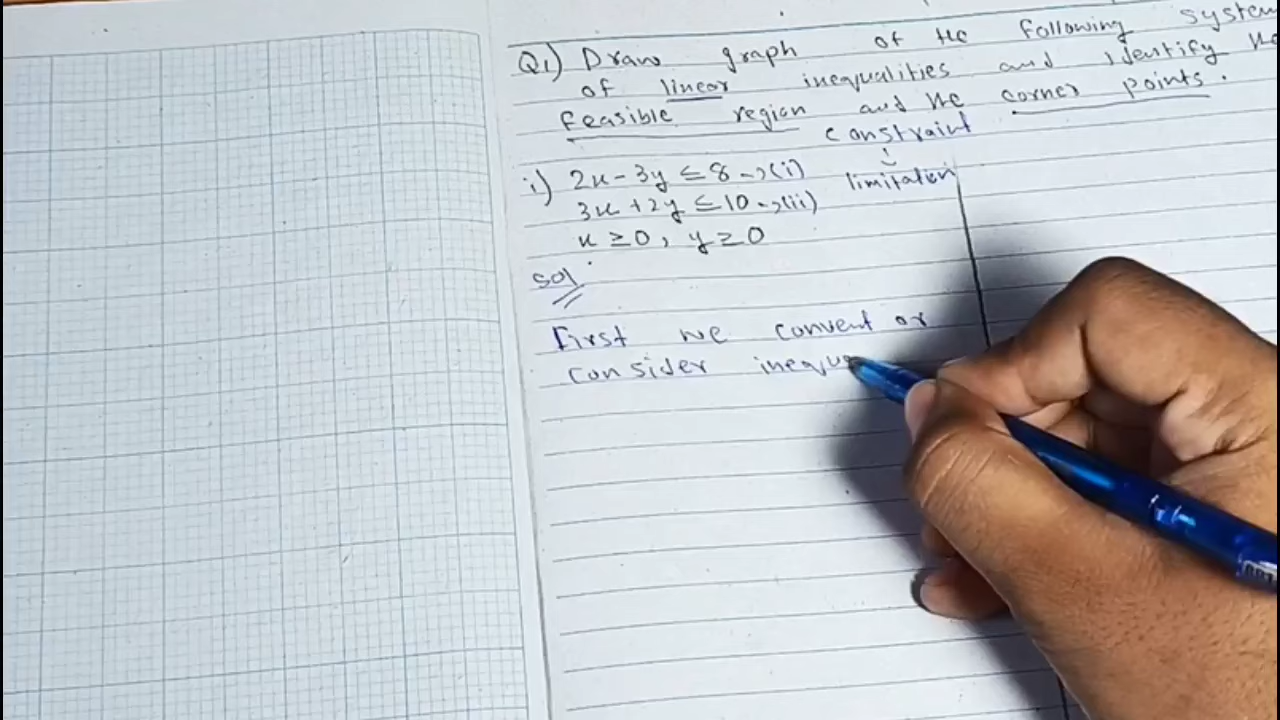 Q1) Draw graph of the following system
of linear inequalities and identify the
feasible region and the corner points.
constraint
↓
i) 2x - 3y ≤ 8 → (i) limitation
3x + 2y ≤ 10 → (ii)
x ≥ 0, y ≥ 0
Sol
First we convert or
consider inequa